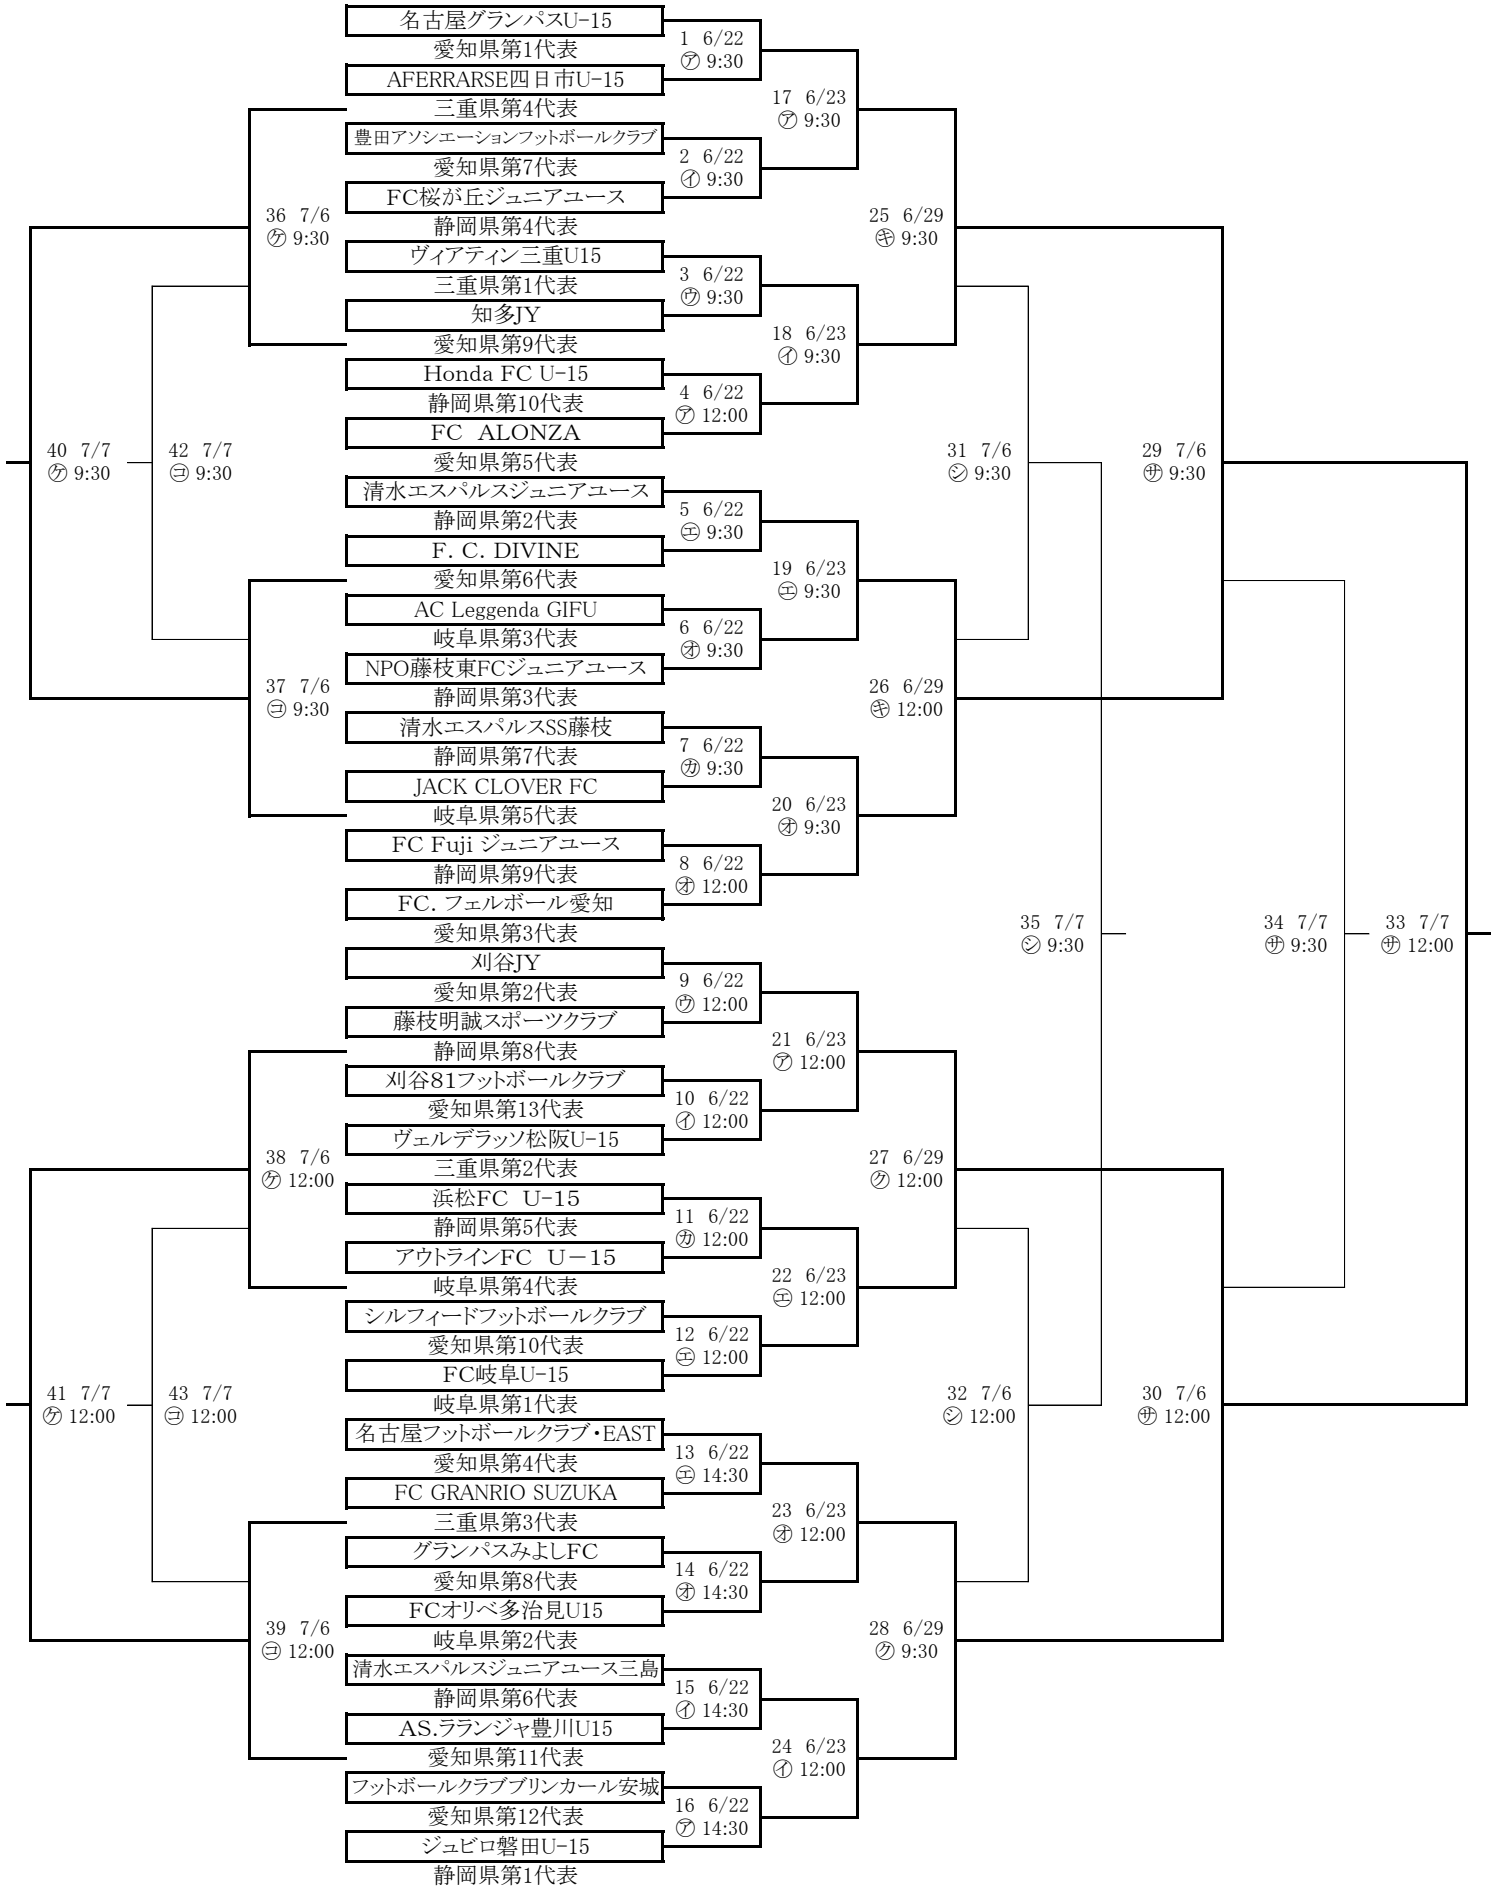 名古屋グランパスU-15
愛知県第1代表
1 6/22
㋐ 9:30
AFERRARSE四日市U-15
三重県第4代表
17 6/23
㋐ 9:30
豊田アソシエーションフットボールクラブ
愛知県第7代表
2 6/22
㋑ 9:30
FC桜が丘ジュニアユース
静岡県第4代表
36 7/6
㋘ 9:30
25 6/29
㋖ 9:30
ヴィアティン三重U15
三重県第1代表
3 6/22
㋒ 9:30
知多JY
愛知県第9代表
18 6/23
㋑ 9:30
Honda FC U-15
静岡県第10代表
4 6/22
㋐ 12:00
FC ALONZA
愛知県第5代表
40 7/7
㋘ 9:30
42 7/7
㋙ 9:30
31 7/6
㋛ 9:30
29 7/6
㋚ 9:30
清水エスパルスジュニアユース
静岡県第2代表
5 6/22
㋓ 9:30
F. C. DIVINE
愛知県第6代表
19 6/23
㋓ 9:30
AC Leggenda GIFU
岐阜県第3代表
6 6/22
㋔ 9:30
NPO藤枝東FCジュニアユース
静岡県第3代表
37 7/6
㋙ 9:30
26 6/29
㋖ 12:00
清水エスパルスSS藤枝
静岡県第7代表
7 6/22
㋕ 9:30
JACK CLOVER FC
岐阜県第5代表
20 6/23
㋔ 9:30
FC Fuji ジュニアユース
静岡県第9代表
8 6/22
㋔ 12:00
FC. フェルボール愛知
愛知県第3代表
35 7/7
㋛ 9:30
34 7/7
㋚ 9:30
33 7/7
㋚ 12:00
刈谷JY
愛知県第2代表
9 6/22
㋒ 12:00
藤枝明誠スポーツクラブ
静岡県第8代表
21 6/23
㋐ 12:00
刈谷81フットボールクラブ
愛知県第13代表
10 6/22
㋑ 12:00
ヴェルデラッソ松阪U-15
三重県第2代表
38 7/6
㋘ 12:00
27 6/29
㋗ 12:00
浜松FC U-15
静岡県第5代表
11 6/22
㋕ 12:00
アウトラインFC U－15
岐阜県第4代表
22 6/23
㋓ 12:00
シルフィードフットボールクラブ
愛知県第10代表
12 6/22
㋓ 12:00
FC岐阜U-15
岐阜県第1代表
41 7/7
㋘ 12:00
43 7/7
㋙ 12:00
32 7/6
㋛ 12:00
30 7/6
㋚ 12:00
名古屋フットボールクラブ・EAST
愛知県第4代表
13 6/22
㋓ 14:30
FC GRANRIO SUZUKA
三重県第3代表
23 6/23
㋔ 12:00
グランパスみよしFC
愛知県第8代表
14 6/22
㋔ 14:30
FCオリベ多治見U15
岐阜県第2代表
39 7/6
㋙ 12:00
28 6/29
㋗ 9:30
清水エスパルスジュニアユース三島
静岡県第6代表
15 6/22
㋑ 14:30
AS.ラランジャ豊川U15
愛知県第11代表
24 6/23
㋑ 12:00
フットボールクラブブリンカール安城
愛知県第12代表
16 6/22
㋐ 14:30
ジュビロ磐田U-15
静岡県第1代表